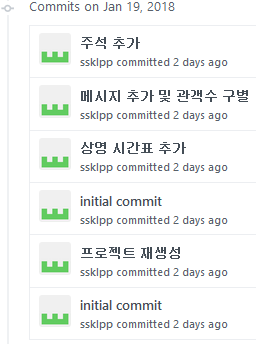 Commits on Jan 19, 2018
주석 추가
ssklpp committed 2 days ago
메시지 추가 및 관객수 구별
ssklpp committed 2 days ago
상영 시간표 추가
ssklpp committed 2 days ago
initial commit
ssklpp committed 2 days ago
프로젝트 재생성
ssklpp committed 2 days ago
initial commit
ssklpp committed 2 days ago